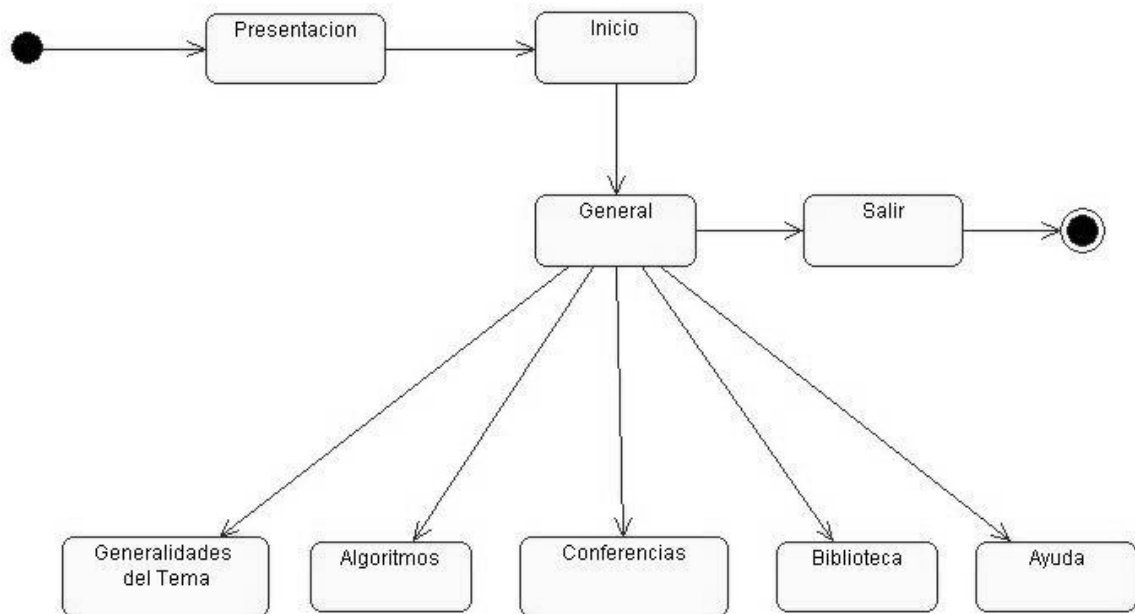 Presentacion
Inicio
General
Salir
Generalidades
del Tema
Algoritmos
Conferencias
Biblioteca
Ayuda